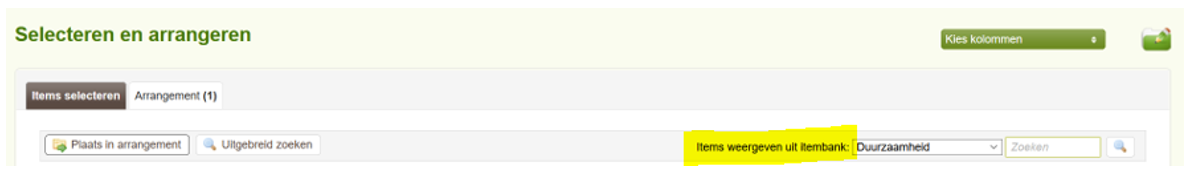 Selecteren en arrangeren
Kies kolommen
Items selecteren Arrangement (1)
Plaats in arrangement Uitgebreid zoeken Items weergeven uit itembank: Duurzaamheid Zoeken